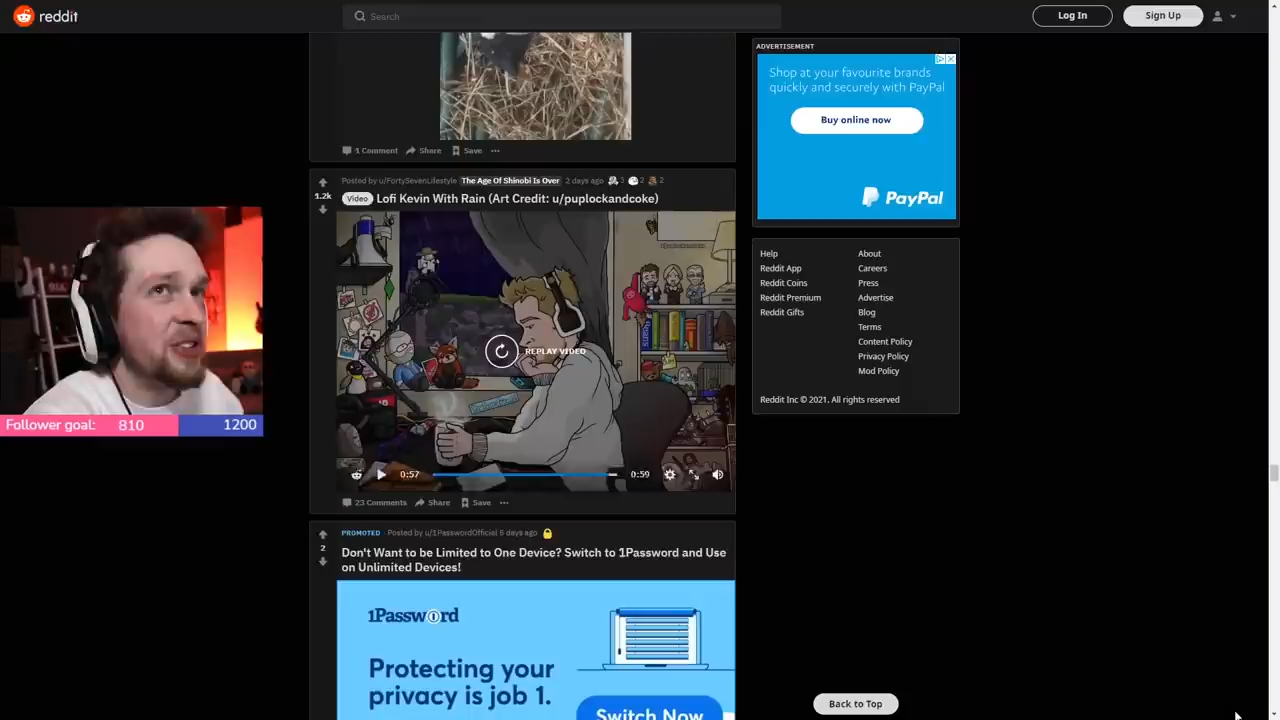 reddit
Search
Log In
Sign Up
ADVERTISEMENT
Shop at your favourite brands
quickly and securely with PayPal
Buy online now
PayPal
1 Comment
Share
Save
Posted by u/FortySevenLifestyle
The Age Of Shinobi Is Over
2 days ago
3
2
2
1.2k
Video
Lofi Kevin With Rain (Art Credit: u/puplockandcoke)
REPLAY VIDEO
0:57
0:59
23 Comments
Share
Save
Help
About
Reddit App
Careers
Reddit Coins
Press
Reddit Premium
Advertise
Reddit Gifts
Blog
Terms
Content Policy
Privacy Policy
Mod Policy
Reddit Inc © 2021. All rights reserved
Follower goal:
810
1200
PROMOTED
Posted by u/1PasswordOfficial 5 days ago
2
Don't Want to be Limited to One Device? Switch to 1Password and Use
on Unlimited Devices!
1Password
Protecting your
privacy is job 1.
Switch Now
Back to Top